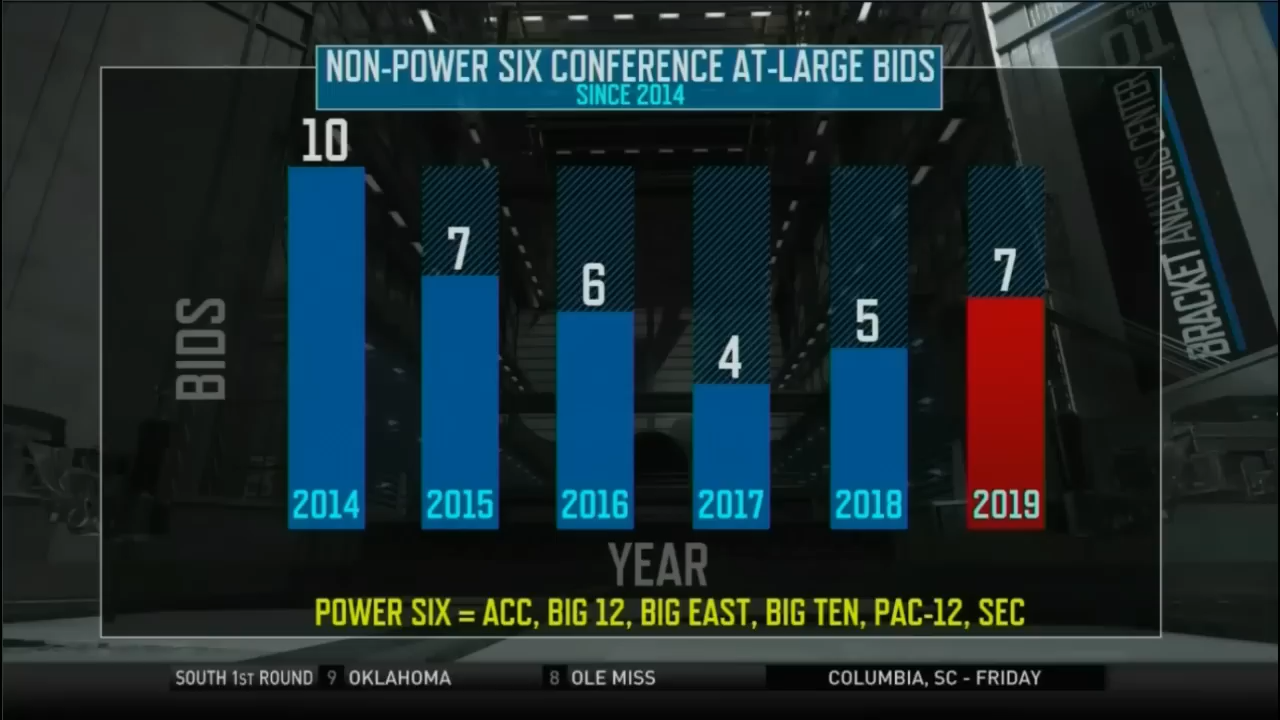 NON-POWER SIX CONFERENCE AT-LARGE BIDS
SINCE 2014
01
BRACKET ANALYSIS CENTER
10
7
6
4
5
7
BIDS
2014 2015 2016 2017 2018 2019
YEAR
POWER SIX = ACC, BIG 12, BIG EAST, BIG TEN, PAC-12, SEC
SOUTH 1ST ROUND 9 OKLAHOMA 8 OLE MISS COLUMBIA, SC - FRIDAY